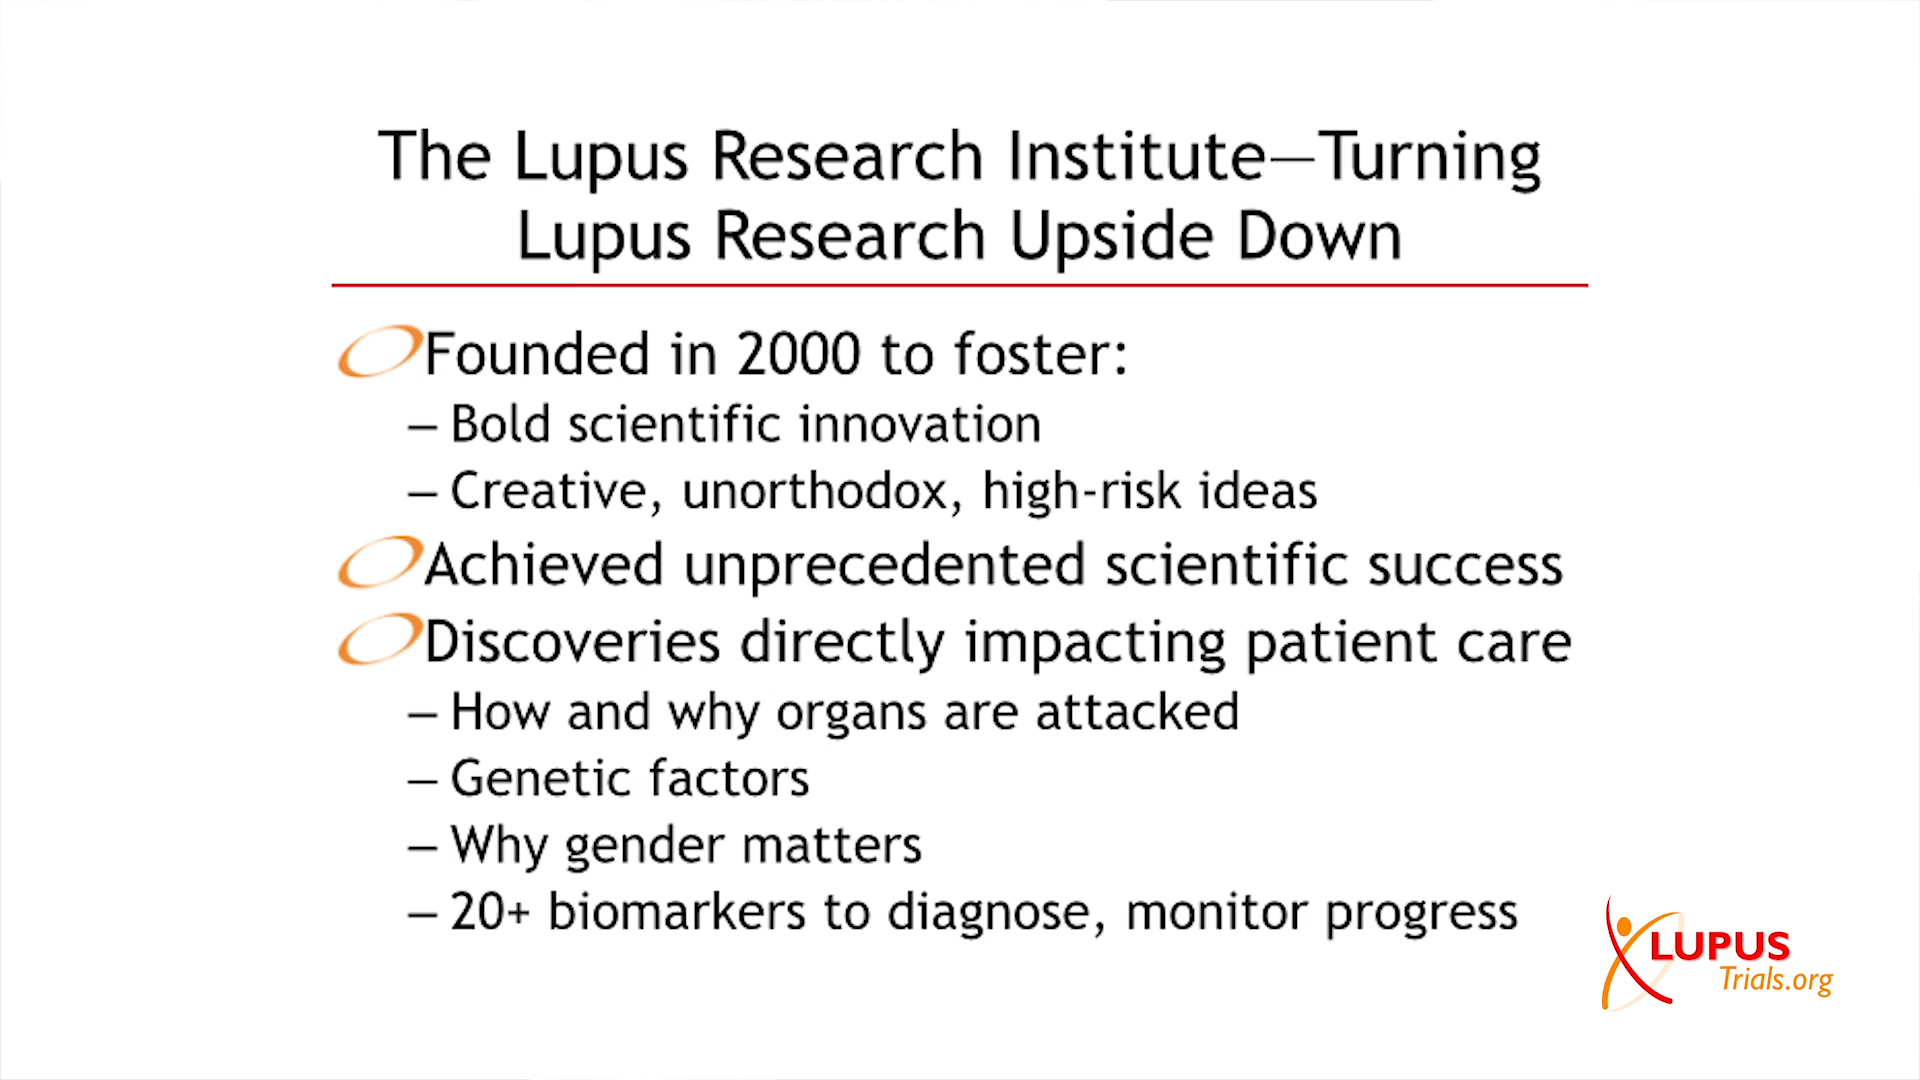 The Lupus Research Institute—Turning
Lupus Research Upside Down
Founded in 2000 to foster:
– Bold scientific innovation
– Creative, unorthodox, high-risk ideas
Achieved unprecedented scientific success
Discoveries directly impacting patient care
– How and why organs are attacked
– Genetic factors
– Why gender matters
– 20+ biomarkers to diagnose, monitor progress
LUPUS
Trials.org